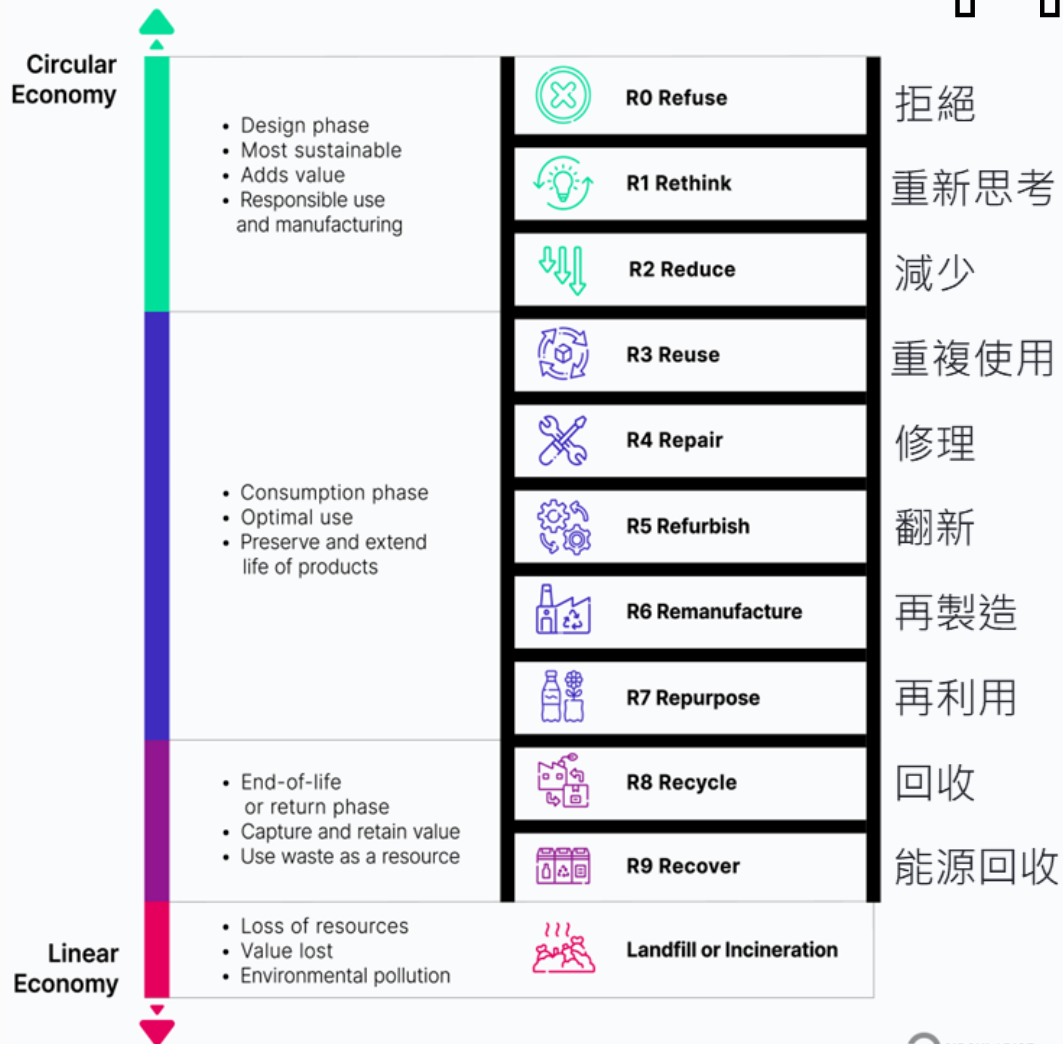 Circular
Economy
• Design phase
• Most sustainable
• Adds value
• Responsible use
and manufacturing
R0 Refuse
拒絕
R1 Rethink
重新思考
R2 Reduce
減少
• Consumption phase
• Optimal use
• Preserve and extend
life of products
R3 Reuse
重複使用
R4 Repair
修理
R5 Refurbish
翻新
R6 Remanufacture
再製造
R7 Repurpose
再利用
• End-of-life
or return phase
• Capture and retain value
• Use waste as a resource
R8 Recycle
回收
R9 Recover
能源回收
Linear
Economy
• Loss of resources
• Value lost
• Environmental pollution
Landfill or Incineration